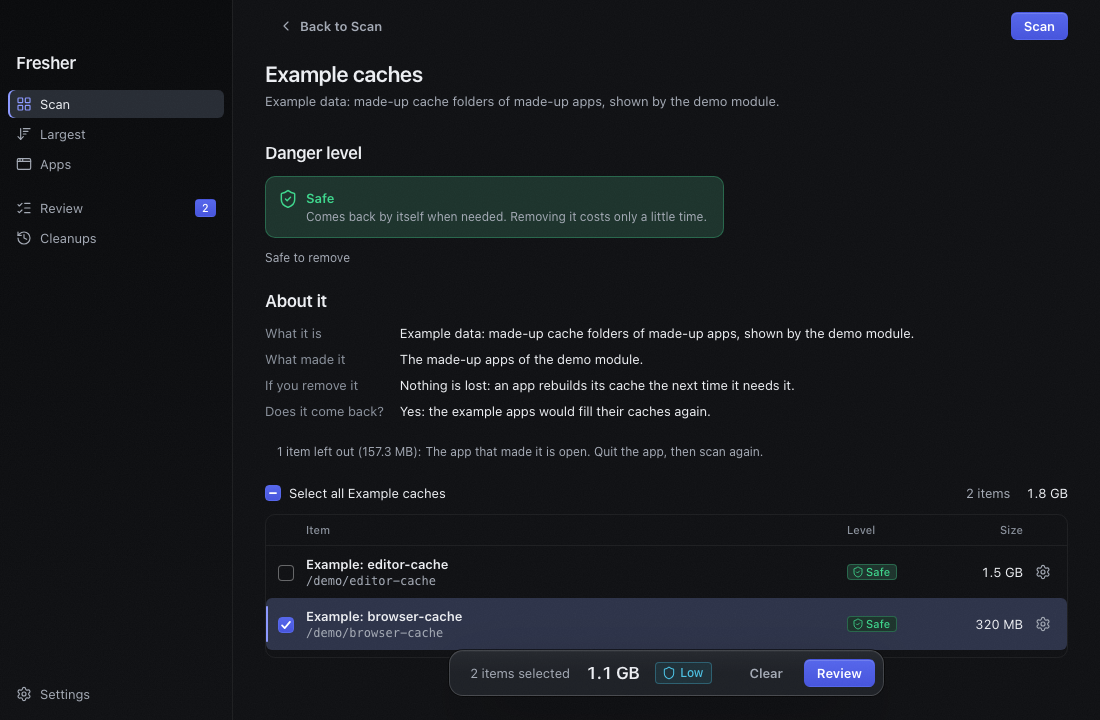 Back to Scan
Scan
Fresher
Scan
Largest
Apps
Review
2
Cleanups
Settings
Example caches
Example data: made-up cache folders of made-up apps, shown by the demo module.
Danger level
Safe
Comes back by itself when needed. Removing it costs only a little time.
Safe to remove
About it
What it is Example data: made-up cache folders of made-up apps, shown by the demo module.
What made it The made-up apps of the demo module.
If you remove it Nothing is lost: an app rebuilds its cache the next time it needs it.
Does it come back? Yes: the example apps would fill their caches again.
1 item left out (157.3 MB): The app that made it is open. Quit the app, then scan again.
Select all Example caches 2 items 1.8 GB
Item Level Size
Example: editor-cache
/demo/editor-cache
Safe 1.5 GB
Example: browser-cache
/demo/browser-cache
Safe 320 MB
2 items selected 1.1 GB Low Clear Review